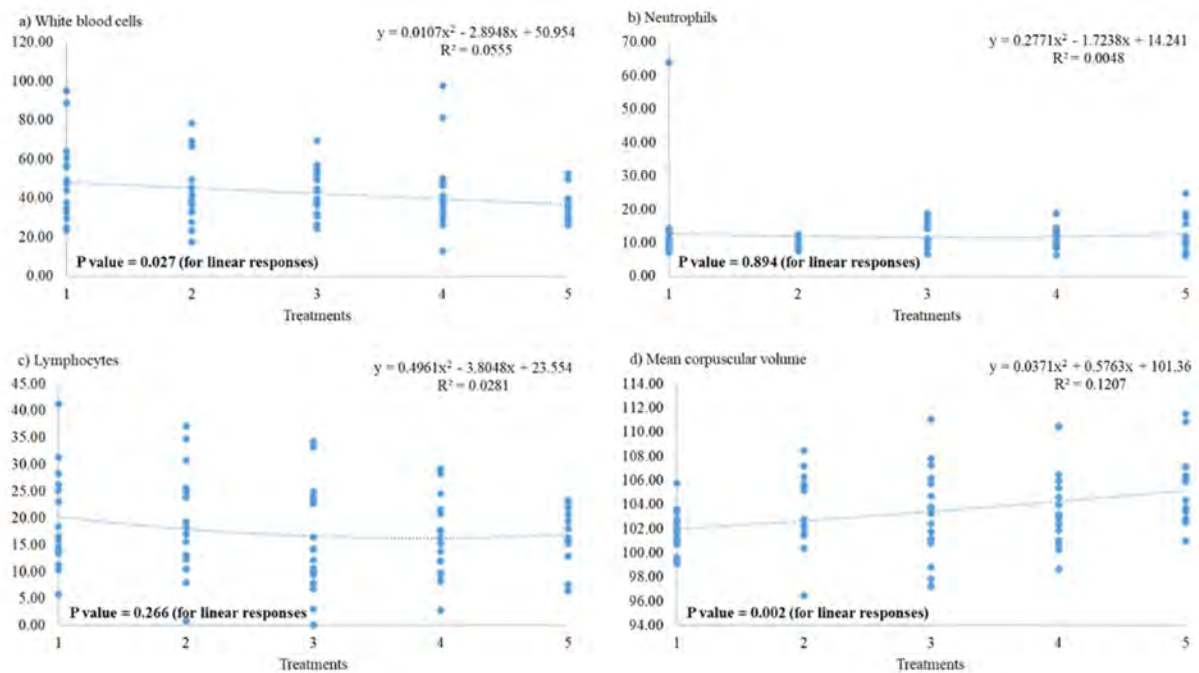 a) White blood cells
y = 0.0107x² - 2.8948x + 50.954
R² = 0.0555
120.00
100.00
80.00
60.00
40.00
20.00
0.00
P value = 0.027 (for linear responses)
1 2 3 4 5
Treatments
b) Neutrophils
y = 0.2771x² - 1.7238x + 14.241
R² = 0.0048
70.00
60.00
50.00
40.00
30.00
20.00
10.00
0.00
P value = 0.894 (for linear responses)
1 2 3 4 5
Treatments
c) Lymphocytes
y = 0.4961x² - 3.8048x + 23.554
R² = 0.0281
45.00
40.00
35.00
30.00
25.00
20.00
15.00
10.00
5.00
0.00
P value = 0.266 (for linear responses
1 2 3 4 5
Treatments
d) Mean corpuscular volume
y = 0.0371x² + 0.5763x + 101.36
R² = 0.1207
114.00
112.00
110.00
108.00
106.00
104.00
102.00
100.00
98.00
96.00
94.00
P value = 0.002 (for linear responses)
1 2 3 4 5
Treatments